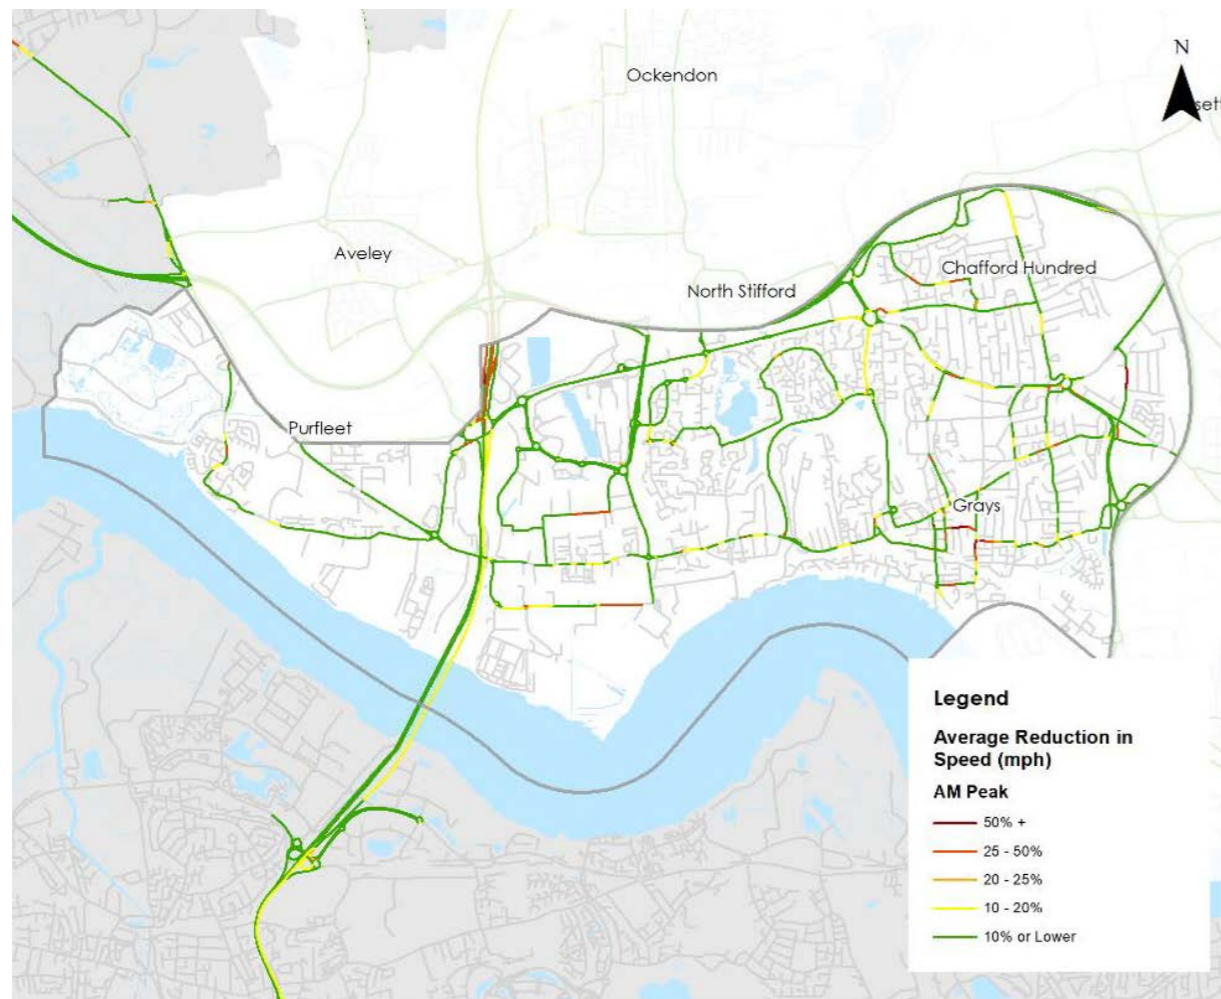 N
Ockendon
sett
Aveley
Chafford Hundred
North Stifford
Purfleet
Grays
Legend
Average Reduction in
Speed (mph)
AM Peak
50% +
25 - 50%
20 - 25%
10 - 20%
10% or Lower